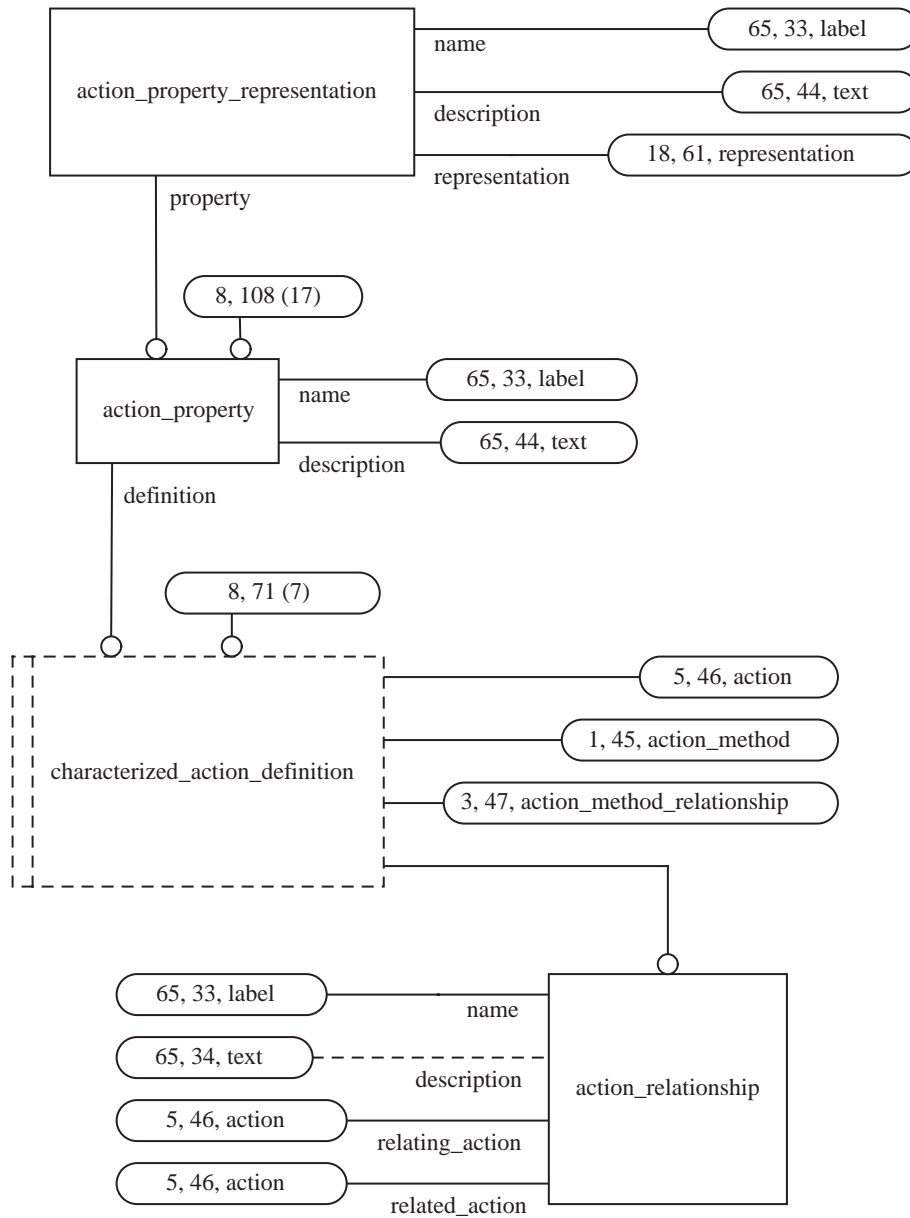 65, 33, label
name
action_property_representation
65, 44, text
description
18, 61, representation
representation
property
8, 108 (17)
65, 33, label
name
action_property
65, 44, text
description
definition
8, 71 (7)
5, 46, action
1, 45, action_method
characterized_action_definition
3, 47, action_method_relationship
65, 33, label
name
65, 34, text
description
action_relationship
5, 46, action
relating_action
5, 46, action
related_action